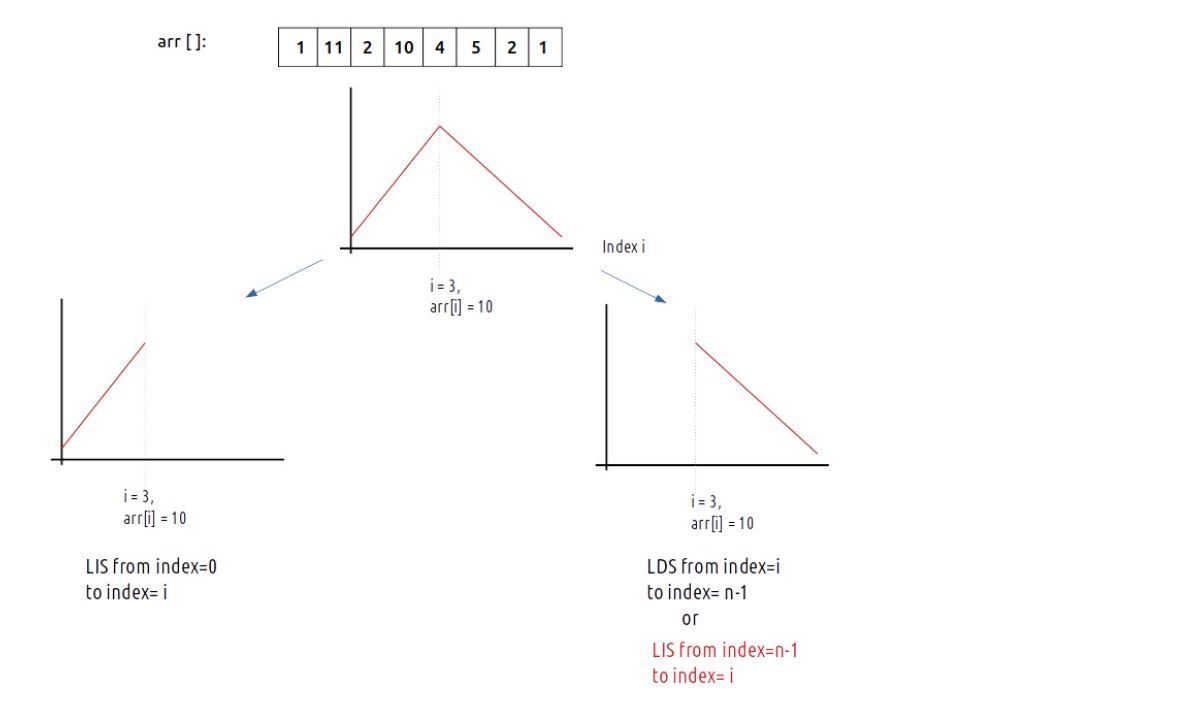 arr [ ]:
1 11 2 10 4 5 2 1
Index i
i = 3,
arr[i] = 10
i = 3,
arr[i] = 10
LIS from index=0
to index= i
i = 3,
arr[i] = 10
LDS from index=i
to index= n-1
or
LIS from index=n-1
to index= i